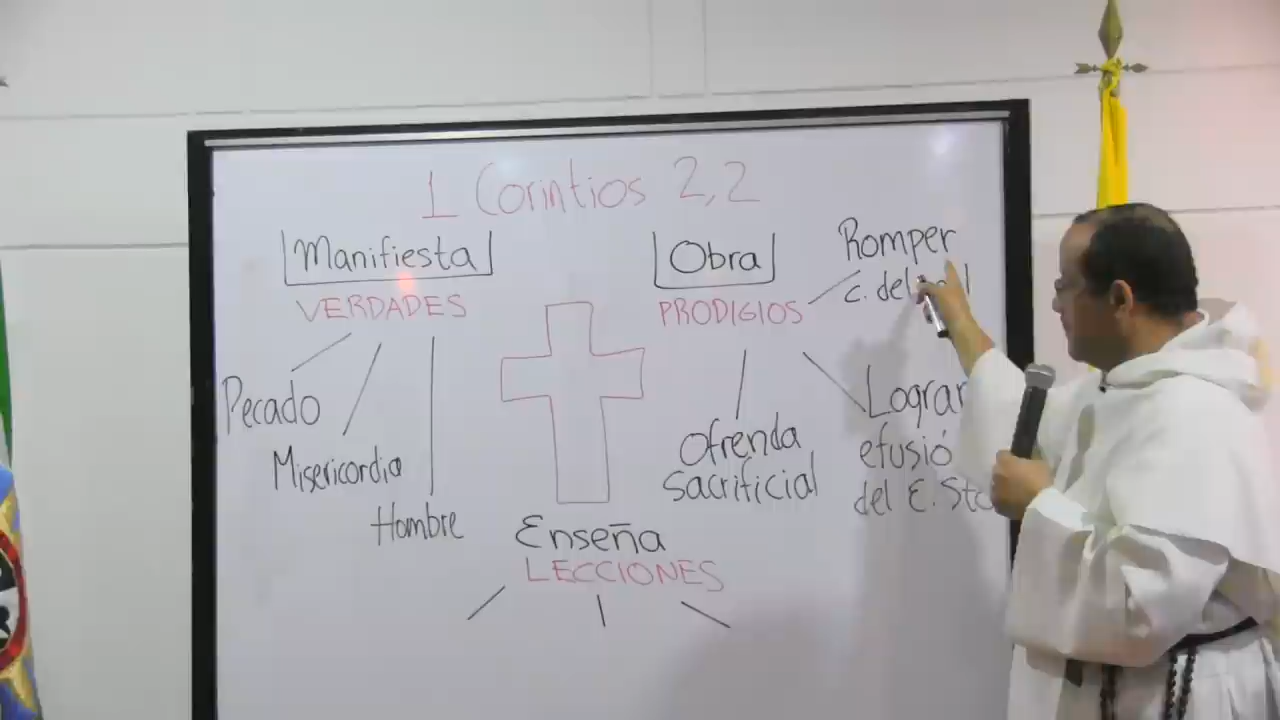 1 Corintios 2,2
Manifiesta
VERDADES
Pecado
Misericordia
Hombre
Obra
PRODIGIOS
Romper
c. del
Ofrenda
sacrificial
Lograr
efusió
del E. Sto
Enseña
LECCIONES